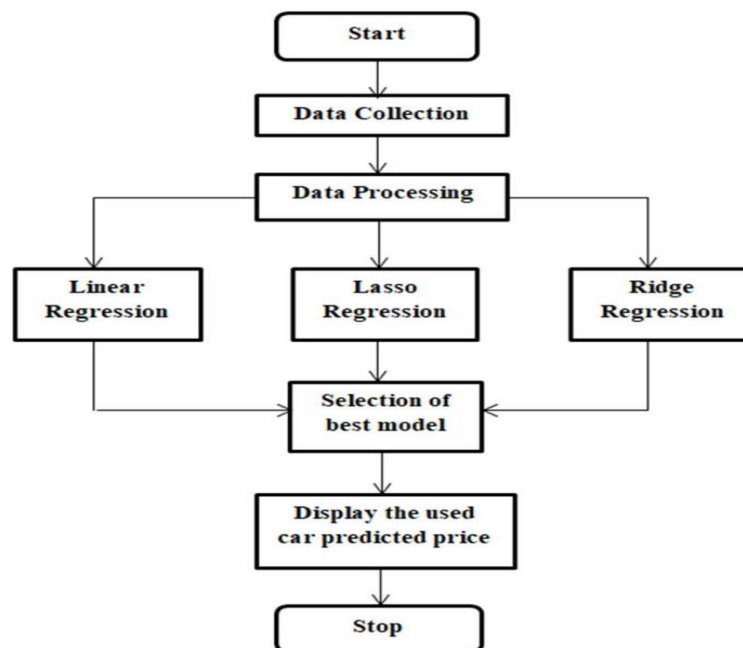 Start
Data Collection
Data Processing
Linear
Regression
Lasso
Regression
Ridge
Regression
Selection of
best model
Display the used
car predicted price
Stop